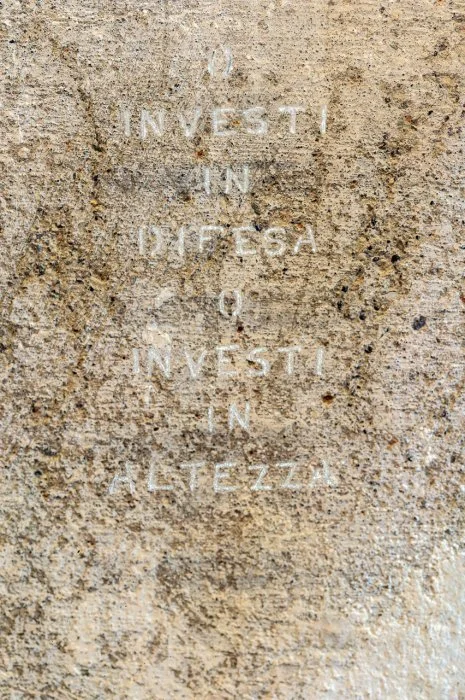 O
INVESTI
IN
DIFESA
O
INVESTI
IN
ALTEZZA